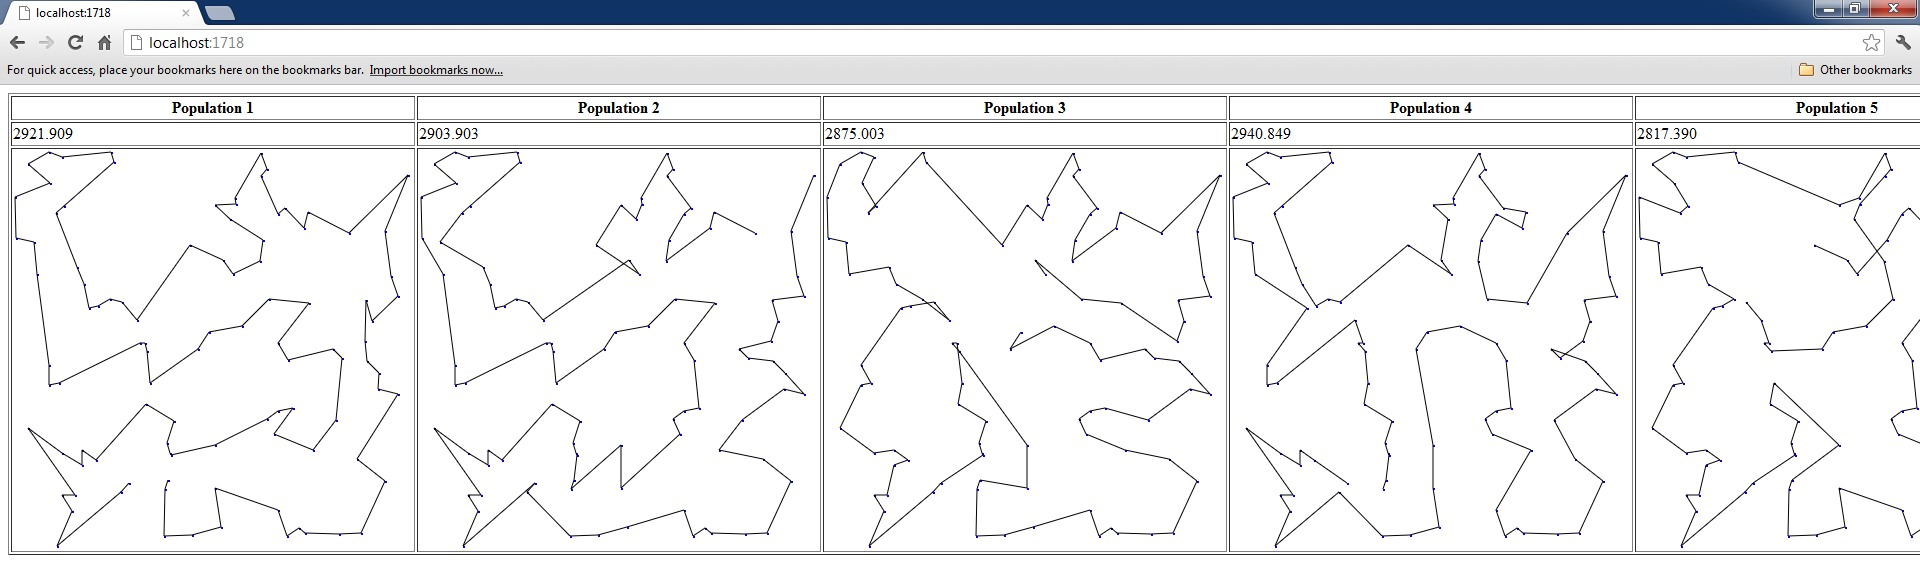 localhost:1718
localhost:1718
For quick access, place your bookmarks here on the bookmarks bar. Import bookmarks now...
Other bookmarks
Population 1 Population 2 Population 3 Population 4 Population 5
2921.909 2903.903 2875.003 2940.849 2817.390